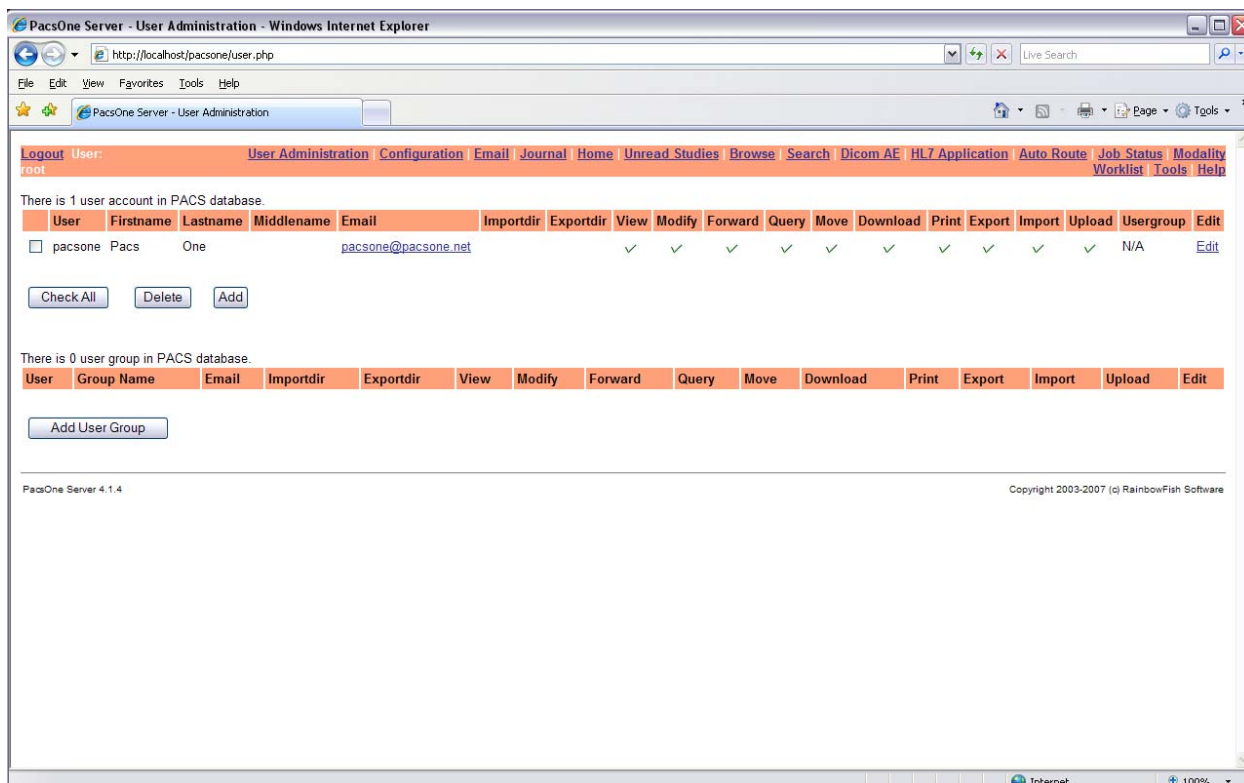 PacsOne Server - User Administration - Windows Internet Explorer
http://localhost/pacsone/user.php
Live Search
File Edit View Favorites Tools Help
PacsOne Server - User Administration
Page Tools
Logout User: User Administration | Configuration | Email | Journal | Home | Unread Studies | Browse | Search | Dicom AE | HL7 Application | Auto Route | Job Status | Modality
root Worklist | Tools | Help
There is 1 user account in PACS database.
User Firstname Lastname Middlename Email Importdir Exportdir View Modify Forward Query Move Download Print Export Import Upload Usergroup Edit
pacsone Pacs One pacsone@pacsone.net N/A Edit
Check All Delete Add
There is 0 user group in PACS database.
User Group Name Email Importdir Exportdir View Modify Forward Query Move Download Print Export Import Upload Edit
Add User Group
PacsOne Server 4.1.4 Copyright 2003-2007 (c) RainbowFish Software
Internet 100%